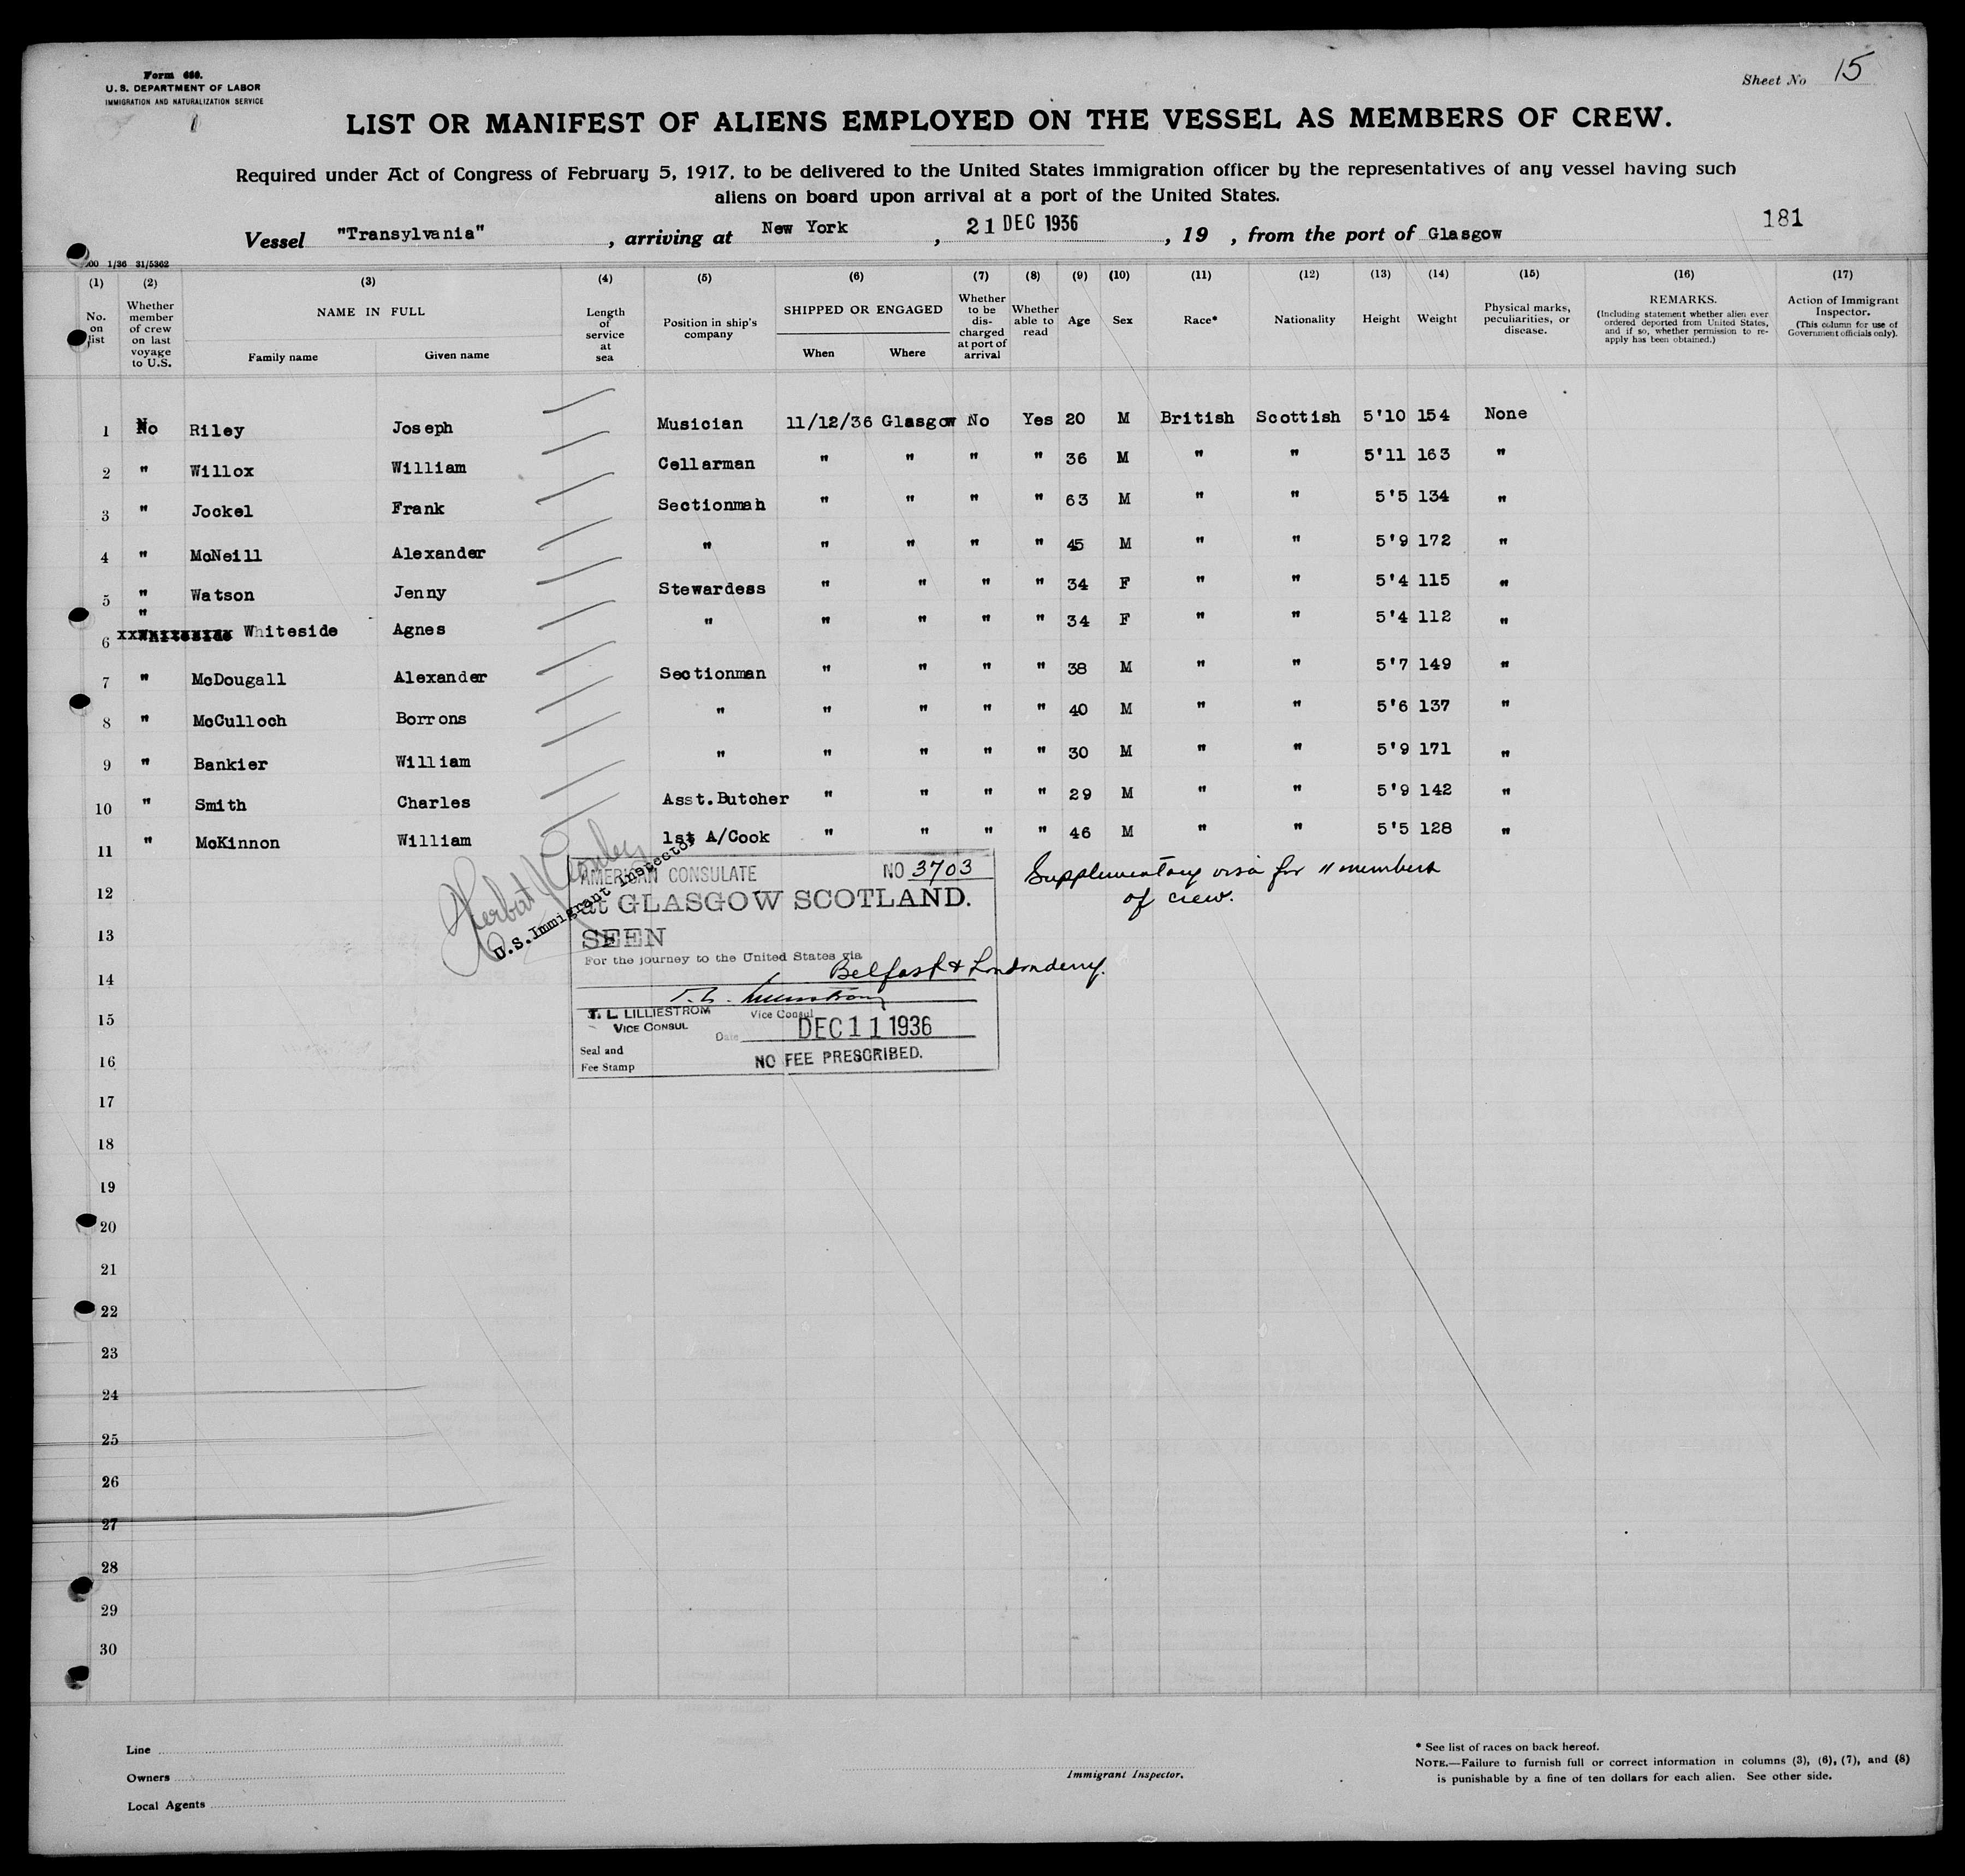 Form 680.
U. S. DEPARTMENT OF LABOR
IMMIGRATION AND NATURALIZATION SERVICE
Sheet No 15
LIST OR MANIFEST OF ALIENS EMPLOYED ON THE VESSEL AS MEMBERS OF CREW.
Required under Act of Congress of February 5, 1917, to be delivered to the United States immigration officer by the representatives of any vessel having such
aliens on board upon arrival at a port of the United States.
181
Vessel "Transylvania" , arriving at New York , 21 DEC 1936 , 19 , from the port of Glasgow
00 1/36 31/5362
(1) (2) (3) (4) (5) (6) (7) (8) (9) (10) (11) (12) (13) (14) (15) (16) (17)
No. on list
Whether member of crew on last voyage to U.S.
NAME IN FULL
Family name Given name
Length of service at sea
Position in ship's company
SHIPPED OR ENGAGED
When Where
Whether to be dis-charged at port of arrival
Whether able to read
Age
Sex
Race*
Nationality
Height
Weight
Physical marks, peculiarities, or disease.
REMARKS.
(Including statement whether alien ever ordered deported from United States, and if so, whether permission to re-apply has been obtained.)
Action of Immigrant Inspector.
(This column for use of Government officials only).
1 No Riley Joseph Musician 11/12/36 Glasgow No Yes 20 M British Scottish 5'10 154 None
2 " Willox William Cellarman " " " " 36 M " " 5'11 163 "
3 " Jockel Frank Sectionman " " " " 63 M " " 5'5 134 "
4 " McNeill Alexander " " " " " 45 M " " 5'9 172 "
5 " Watson Jenny Stewardess " " " " 34 F " " 5'4 115 "
6 " Whiteside Agnes " " " " " 34 F " " 5'4 112 "
7 " McDougall Alexander Sectionman " " " " 38 M " " 5'7 149 "
8 " McCulloch Borrons " " " " " 40 M " " 5'6 137 "
9 " Bankier William " " " " " 30 M " " 5'9 171 "
10 " Smith Charles Asst.Butcher " " " " 29 M " " 5'9 142 "
11 " McKinnon William 1st A/Cook " " " " 46 M " " 5'5 128 "
12
13
14
15
16
17
18
19
20
21
22
23
24
25
26
27
28
29
30
Herbert
U.S. Immigrant Inspector
AMERICAN CONSULATE NO 3703
at GLASGOW SCOTLAND.
SEEN
For the journey to the United States via
Belfast & Londonderry.
T. L. LILLIESTROM Vice Consul
VICE CONSUL
Date DEC 11 1936
Seal and
Fee Stamp NO FEE PRESCRIBED.
Supplementary visa for 11 members
of crew.
Line
Owners
Local Agents
Immigrant Inspector.
* See list of races on back hereof.
NOTE.—Failure to furnish full or correct information in columns (3), (6), (7), and (8)
is punishable by a fine of ten dollars for each alien. See other side.